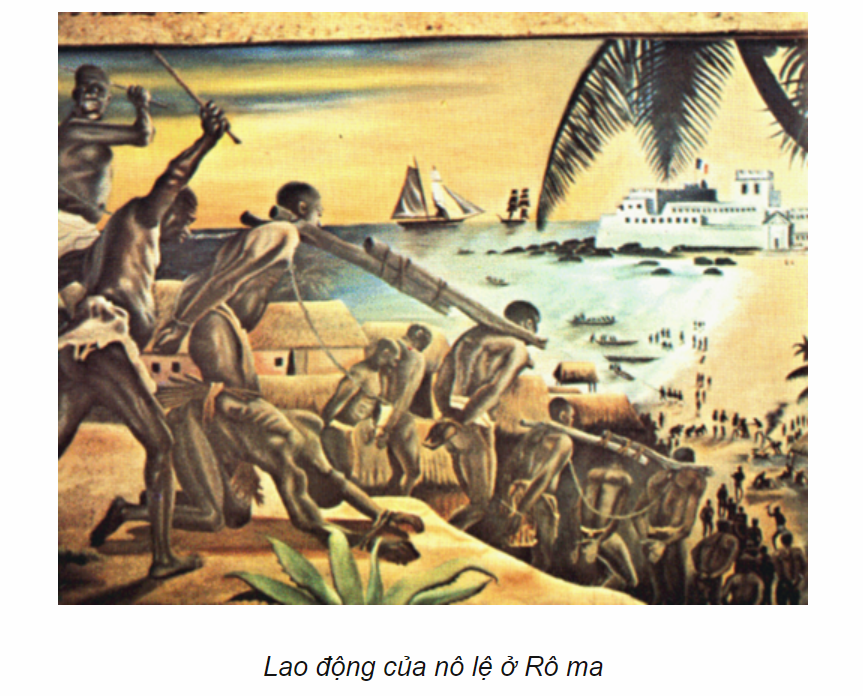 Lao động của nô lệ ở Rô ma